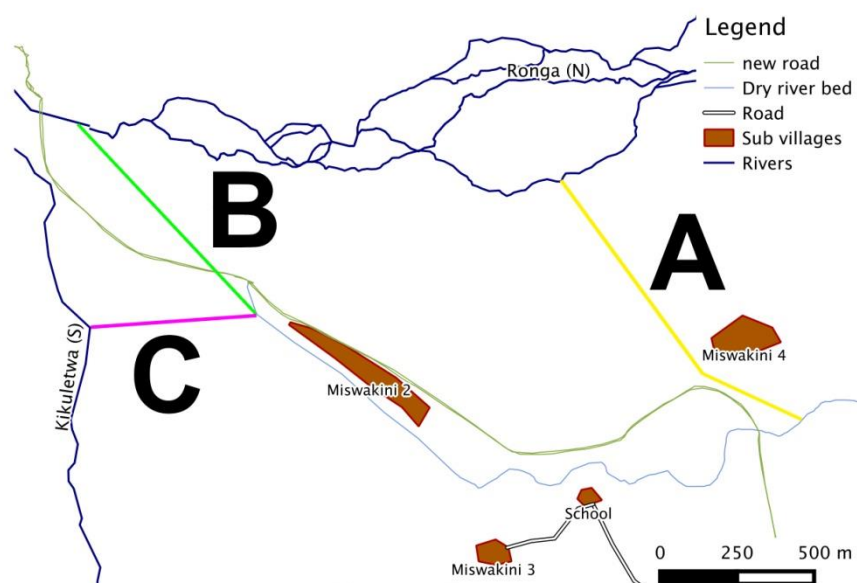 Legend
new road
Dry river bed
Road
Sub villages
Rivers
Ronga (N)
B
A
C
Kikuletwa (S)
Miswakini 4
Miswakini 2
School
Miswakini 3
0 250 500 m